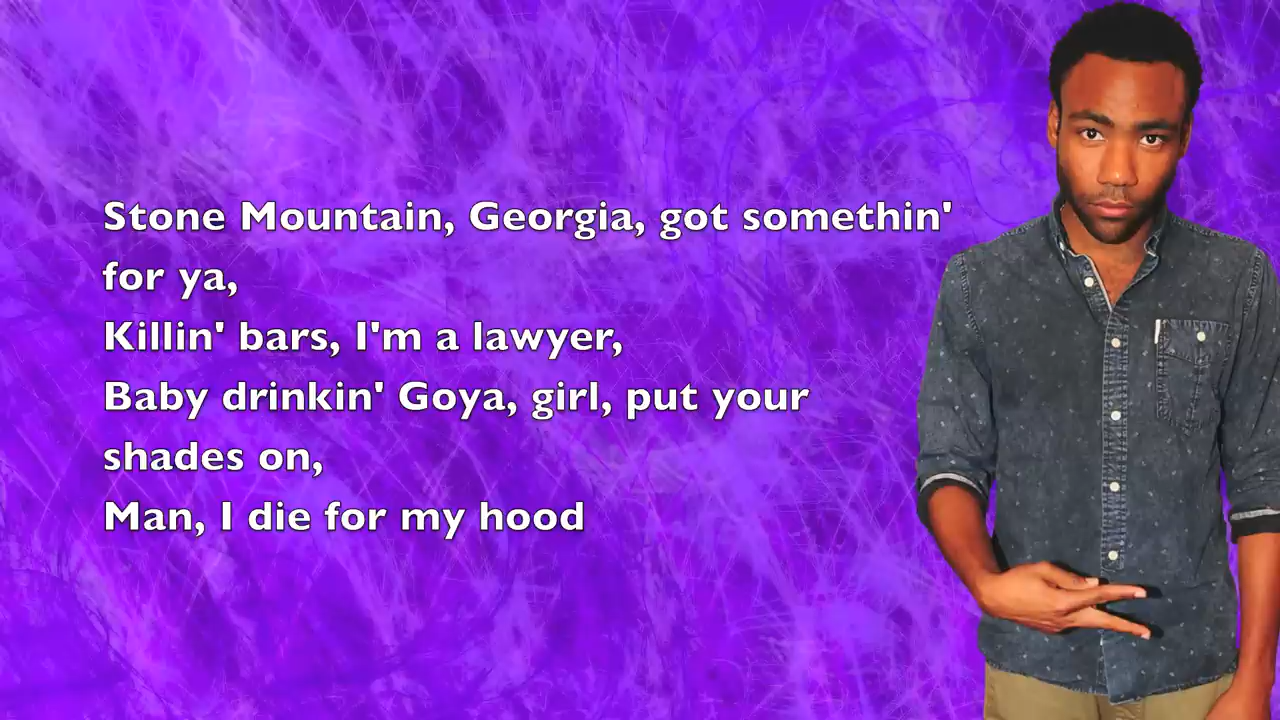 Stone Mountain, Georgia, got somethin'
for ya,
Killin' bars, I'm a lawyer,
Baby drinkin' Goya, girl, put your
shades on,
Man, I die for my hood